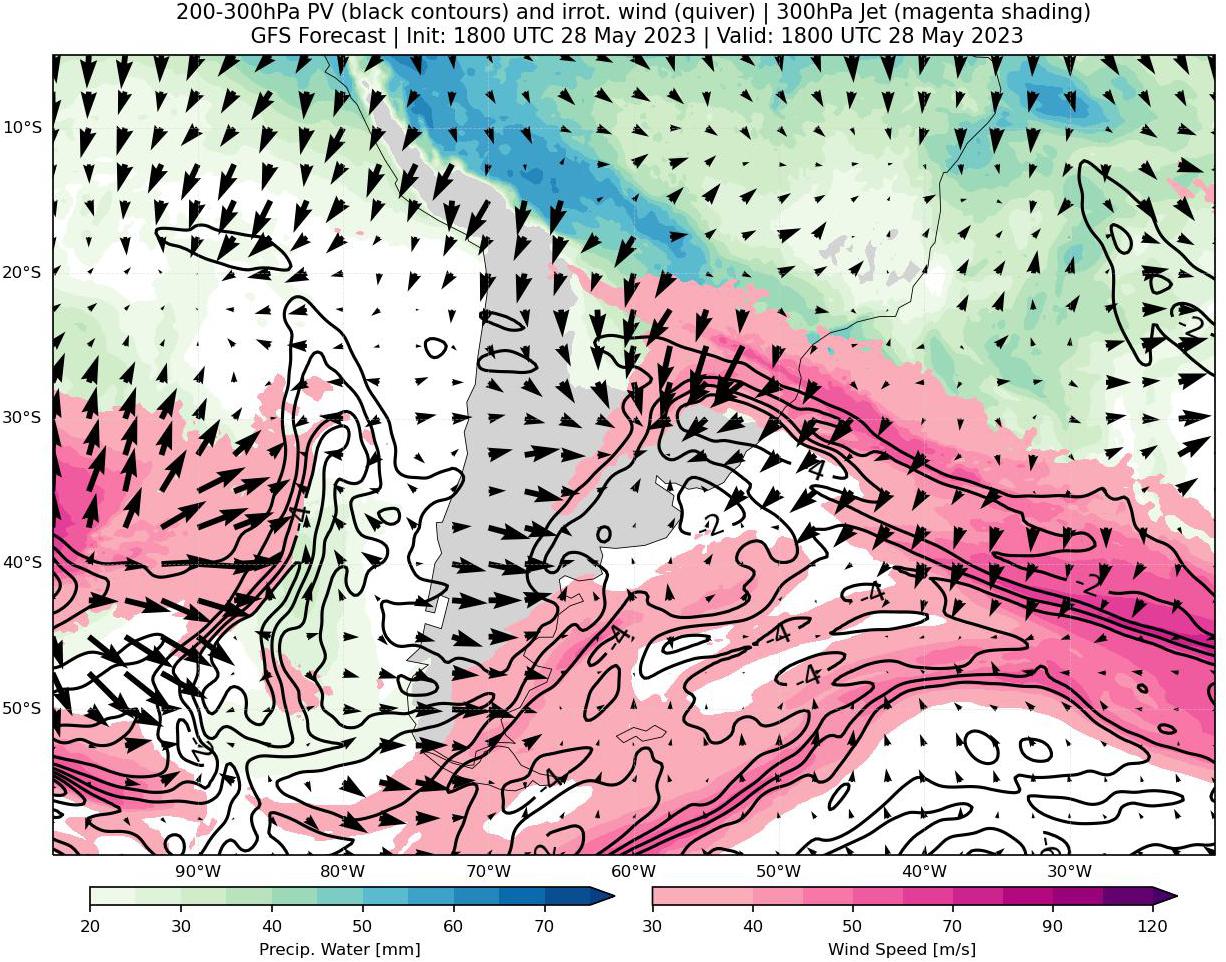 200-300hPa PV (black contours) and irrot. wind (quiver) | 300hPa Jet (magenta shading)
GFS Forecast | Init: 1800 UTC 28 May 2023 | Valid: 1800 UTC 28 May 2023
10°S
20°S
-2
30°S
-4
-4
-2
40°S
-2
-4
-4
-4
-4
50°S
-2
-4
90°W 80°W 70°W 60°W 50°W 40°W 30°W
20 30 40 50 60 70
Precip. Water [mm]
30 40 50 70 90 120
Wind Speed [m/s]